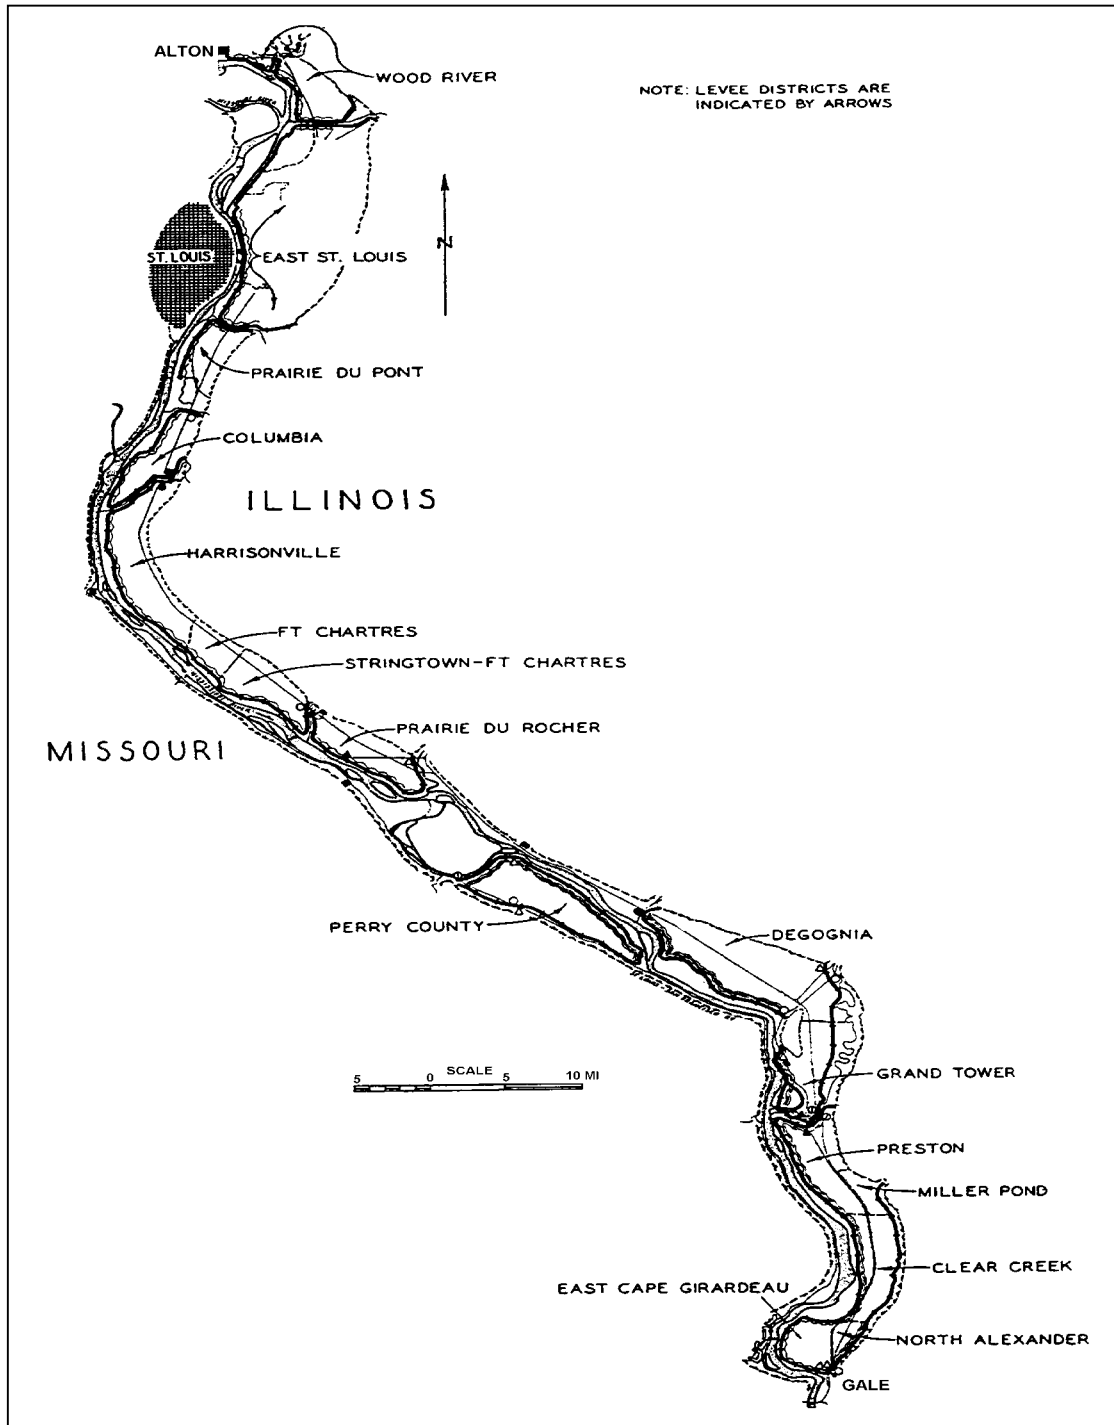 ALTON
WOOD RIVER
NOTE: LEVEE DISTRICTS ARE
INDICATED BY ARROWS
N
ST. LOUIS
EAST ST. LOUIS
PRAIRIE DU PONT
COLUMBIA
ILLINOIS
HARRISONVILLE
FT CHARTRES
STRINGTOWN-FT CHARTRES
PRAIRIE DU ROCHER
MISSOURI
PERRY COUNTY
DEGOGNIA
SCALE
5 0 5 10 MI
GRAND TOWER
PRESTON
MILLER POND
CLEAR CREEK
EAST CAPE GIRARDEAU
NORTH ALEXANDER
GALE